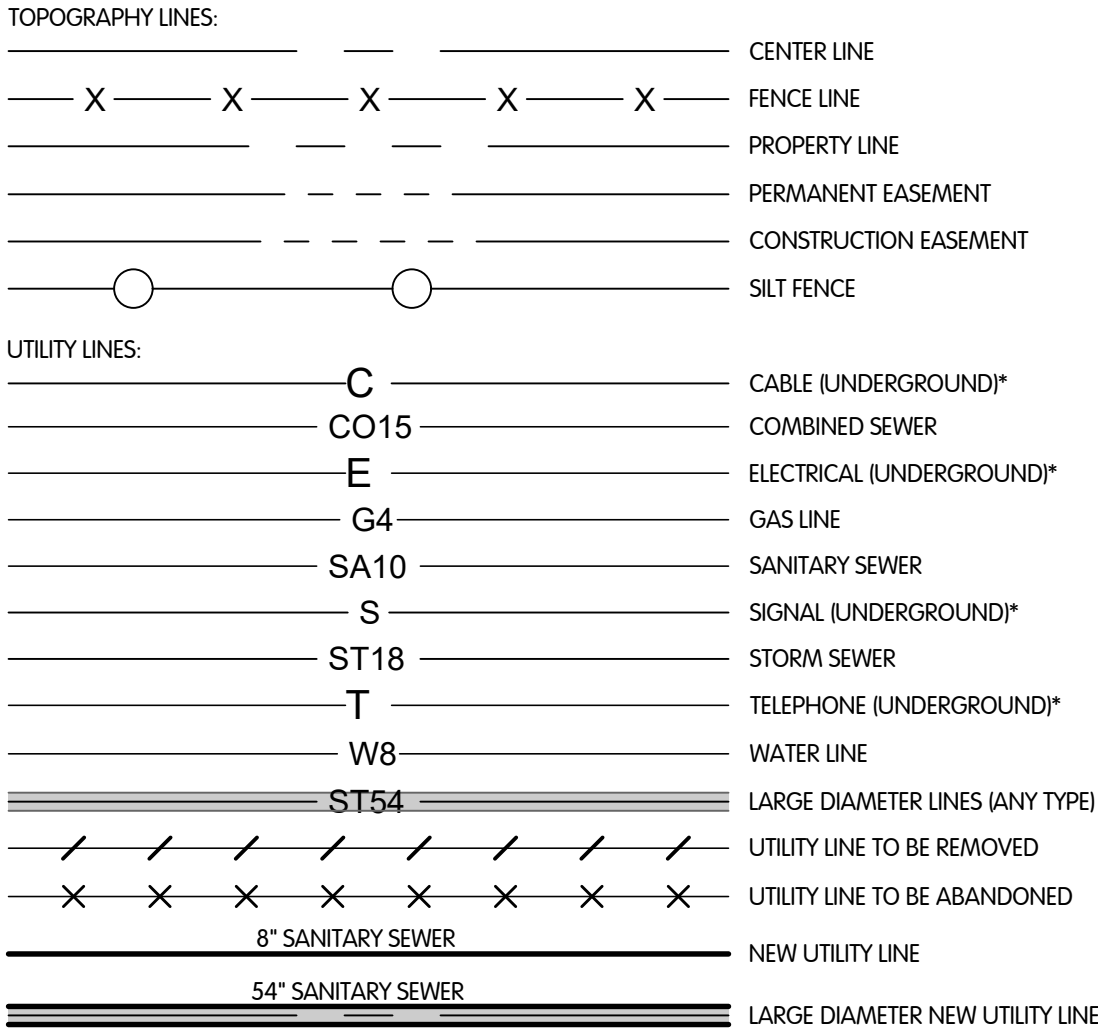 TOPOGRAPHY LINES:
CENTER LINE
X X X X X FENCE LINE
PROPERTY LINE
PERMANENT EASEMENT
CONSTRUCTION EASEMENT
SILT FENCE
UTILITY LINES:
C CABLE (UNDERGROUND)*
CO15 COMBINED SEWER
E ELECTRICAL (UNDERGROUND)*
G4 GAS LINE
SA10 SANITARY SEWER
S SIGNAL (UNDERGROUND)*
ST18 STORM SEWER
T TELEPHONE (UNDERGROUND)*
W8 WATER LINE
ST54 LARGE DIAMETER LINES (ANY TYPE)
UTILITY LINE TO BE REMOVED
UTILITY LINE TO BE ABANDONED
8" SANITARY SEWER
NEW UTILITY LINE
54" SANITARY SEWER
LARGE DIAMETER NEW UTILITY LINE